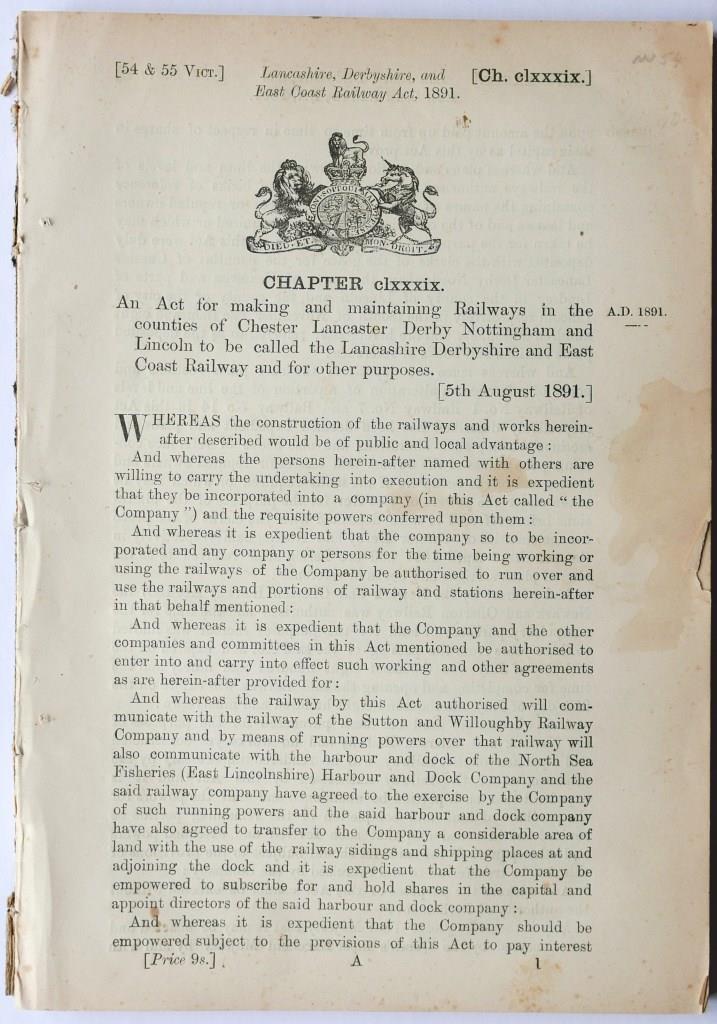 [54 & 55 VICT.] Lancashire, Derbyshire, and [Ch. clxxxix.]
East Coast Railway Act, 1891.
HONI SOIT QUI MAL
DIEU·ET· MON·DROIT·
CHAPTER clxxxix.
An Act for making and maintaining Railways in the A.D. 1891.
counties of Chester Lancaster Derby Nottingham and
Lincoln to be called the Lancashire Derbyshire and East
Coast Railway and for other purposes.
[5th August 1891.]
WHEREAS the construction of the railways and works herein-
after described would be of public and local advantage:
And whereas the persons herein-after named with others are
willing to carry the undertaking into execution and it is expedient
that they be incorporated into a company (in this Act called “the
Company”) and the requisite powers conferred upon them:
And whereas it is expedient that the company so to be incor-
porated and any company or persons for the time being working or
using the railways of the Company be authorised to run over and
use the railways and portions of railway and stations herein-after
in that behalf mentioned:
And whereas it is expedient that the Company and the other
companies and committees in this Act mentioned be authorised to
enter into and carry into effect such working and other agreements
as are herein-after provided for:
And whereas the railway by this Act authorised will com-
municate with the railway of the Sutton and Willoughby Railway
Company and by means of running powers over that railway will
also communicate with the harbour and dock of the North Sea
Fisheries (East Lincolnshire) Harbour and Dock Company and the
said railway company have agreed to the exercise by the Company
of such running powers and the said harbour and dock company
have also agreed to transfer to the Company a considerable area of
land with the use of the railway sidings and shipping places at and
adjoining the dock and it is expedient that the Company be
empowered to subscribe for and hold shares in the capital and
appoint directors of the said harbour and dock company:
And whereas it is expedient that the Company should be
empowered subject to the provisions of this Act to pay interest
[Price 9s.] A 1